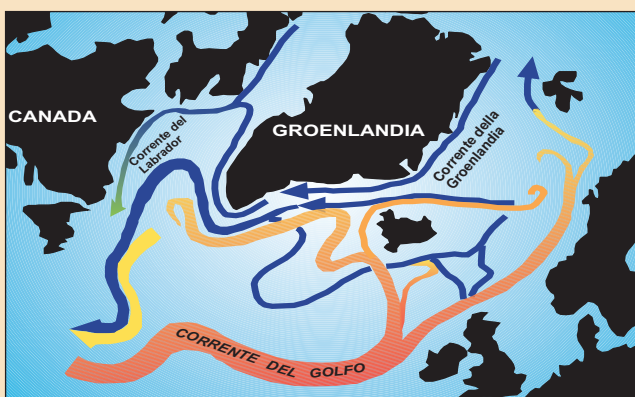 CANADA
GROENLANDIA
Corrente del
Labrador
Corrente della
Groenlandia
CORRENTE DEL GOLFO